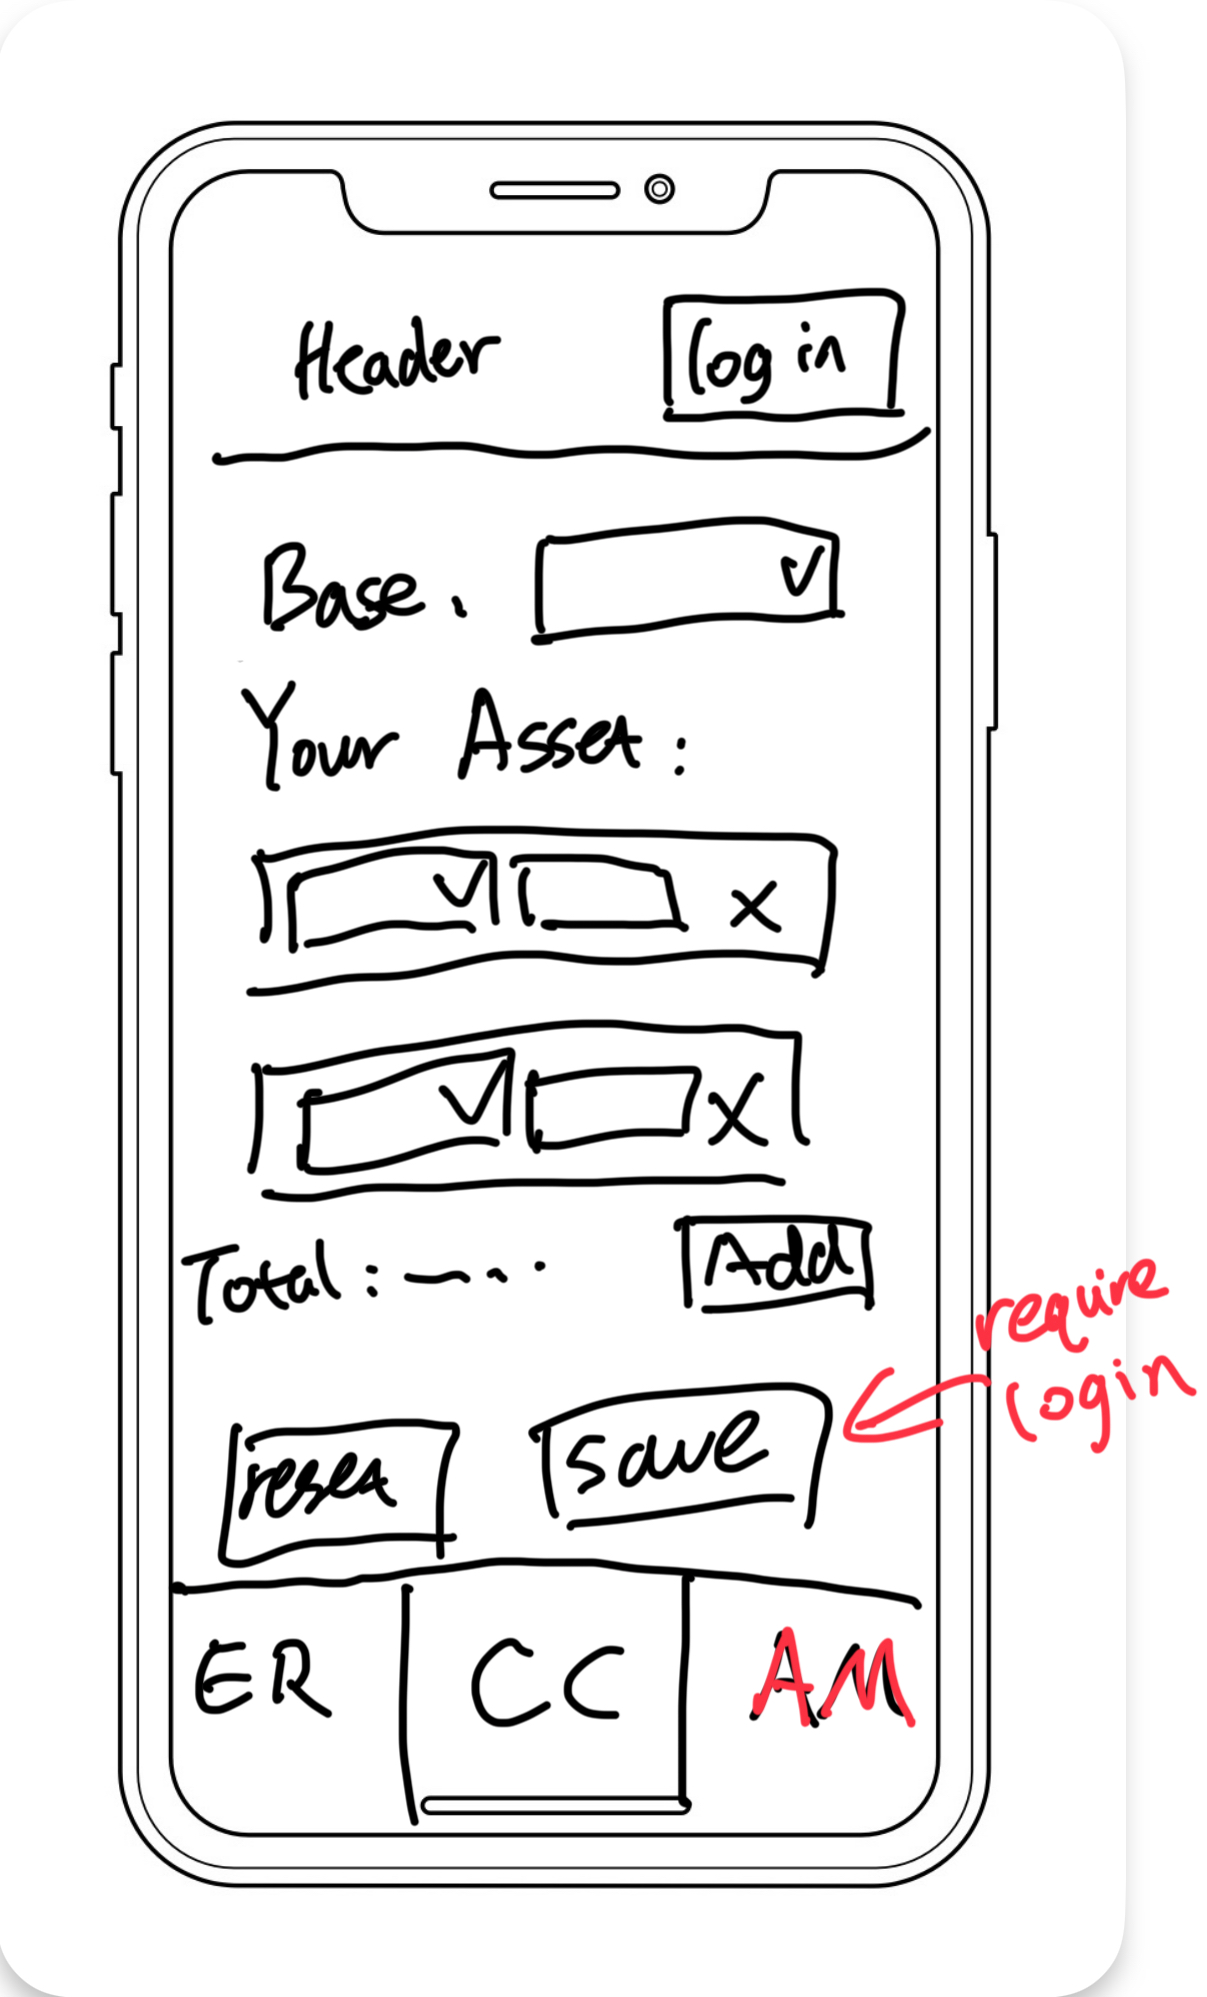 Header log in
Base:
Your Asset:
X
X
Total: Add
require
login
reset save
ER CC AM